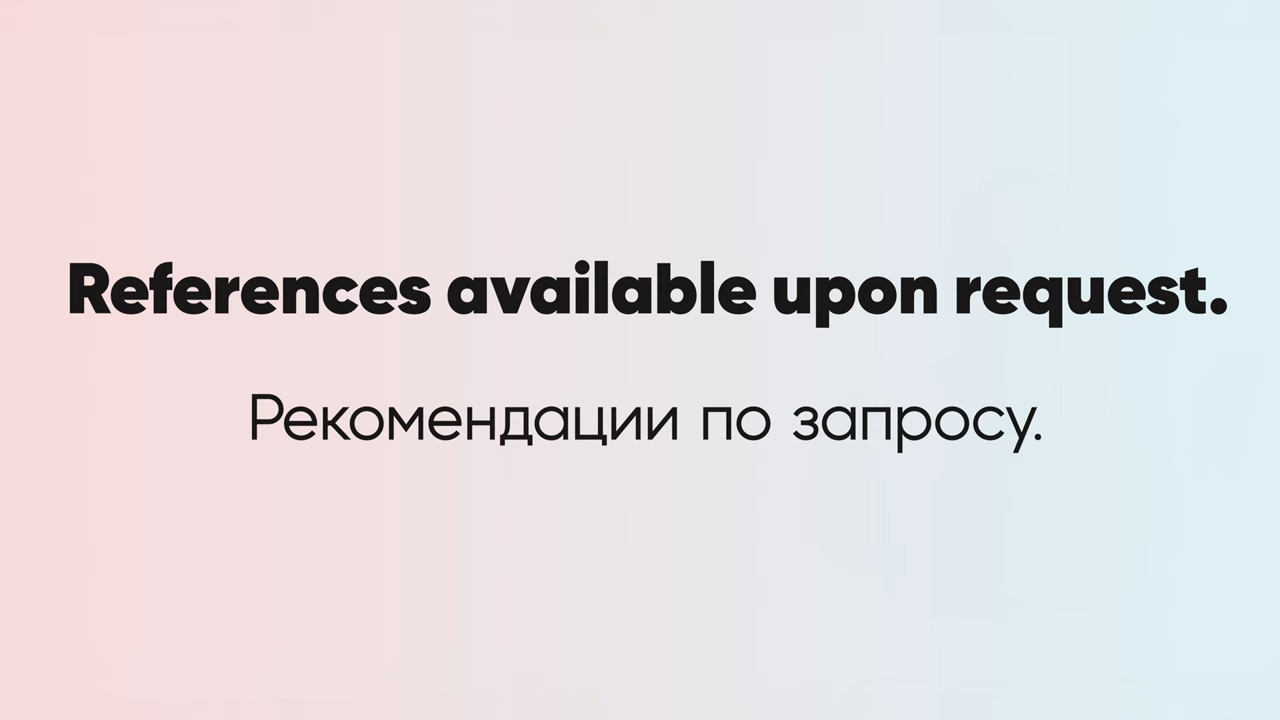 References available upon request.
Рекомендации по запросу.